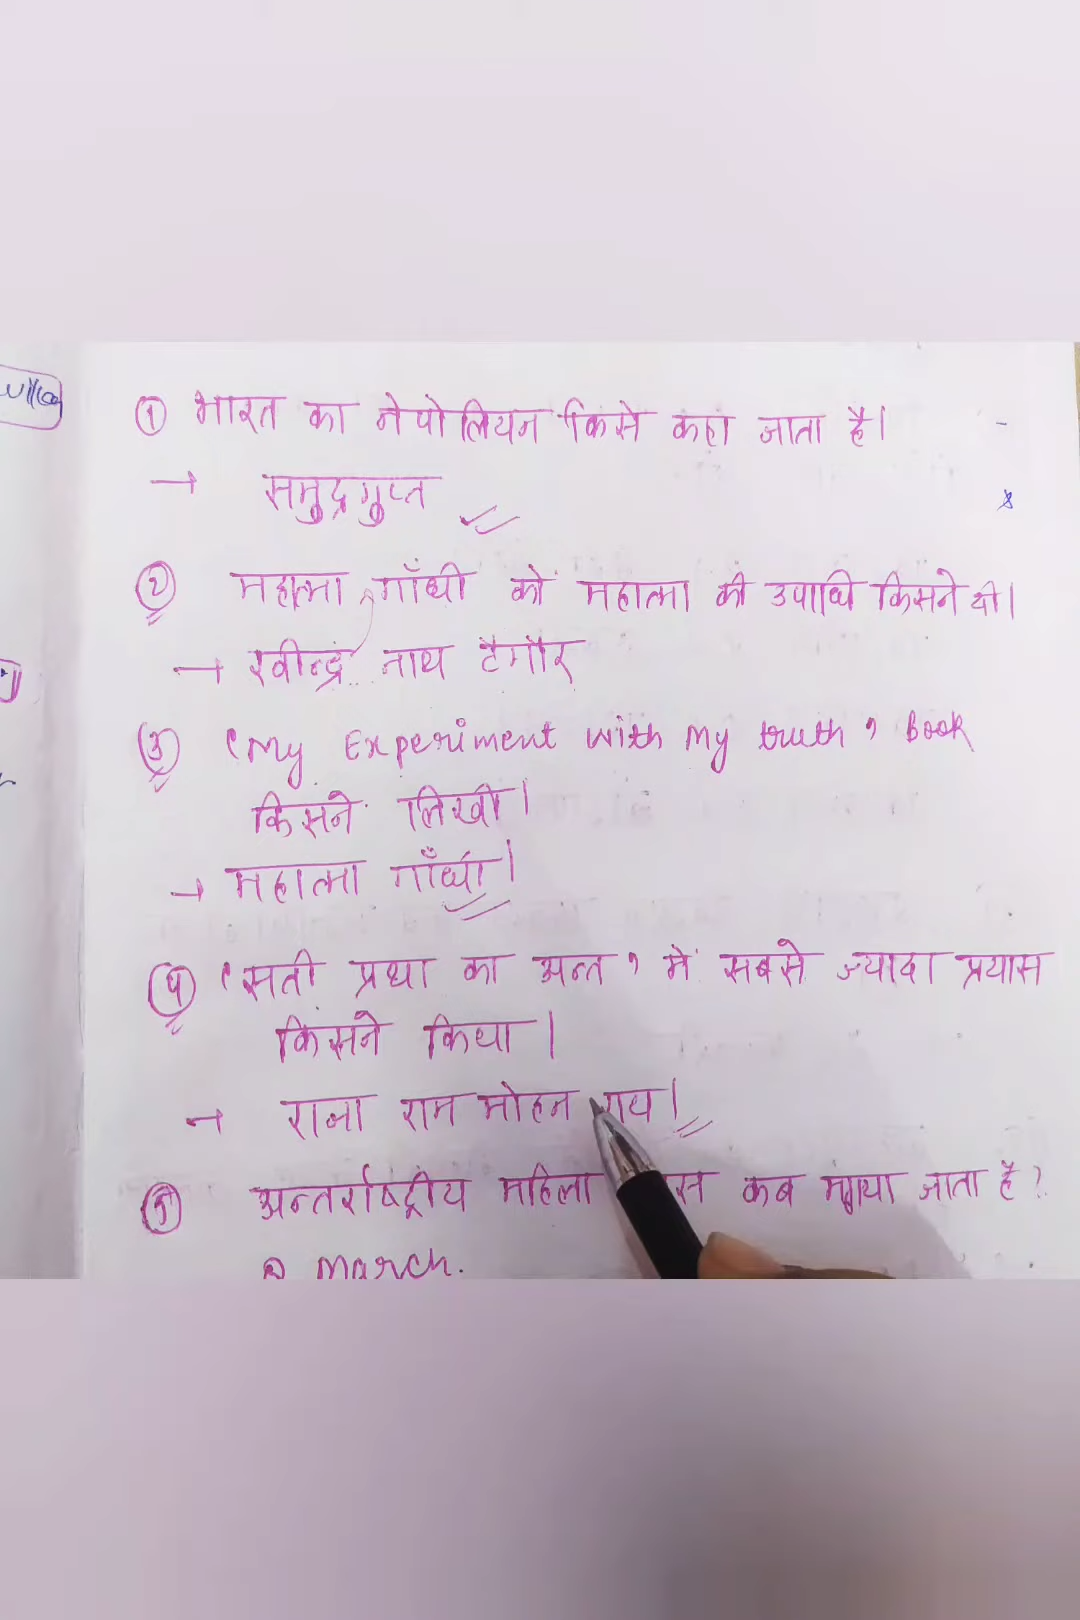 ① भारत का नेपोलियन किसे कहा जाता है।
→ समुद्रगुप्त
② महात्मा गाँधी को महात्मा की उपाधि किसने दी।
→ रवीन्द्र नाथ टैगौर
③ 'My Experiment with my truth' Book
किसने लिखी।
→ महात्मा गाँधी।
④ 'सती प्रथा का अन्त' में सबसे ज्यादा प्रयास
किसने किया।
→ राजा राम मोहन राय।
⑤ अन्तर्राष्ट्रीय महिला कब मनाया जाता है?
March.